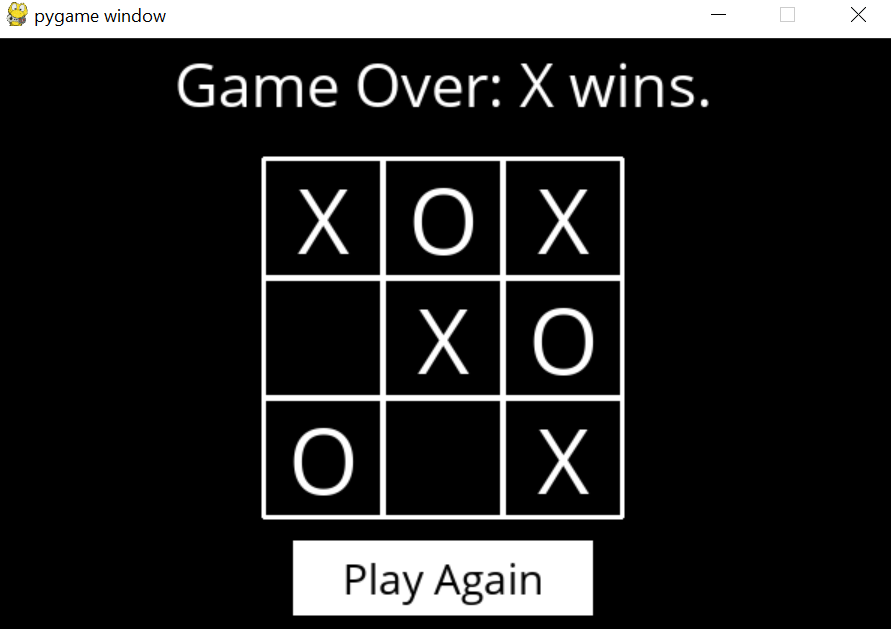 pygame window
Game Over: X wins.
X O X
X O
O X
Play Again